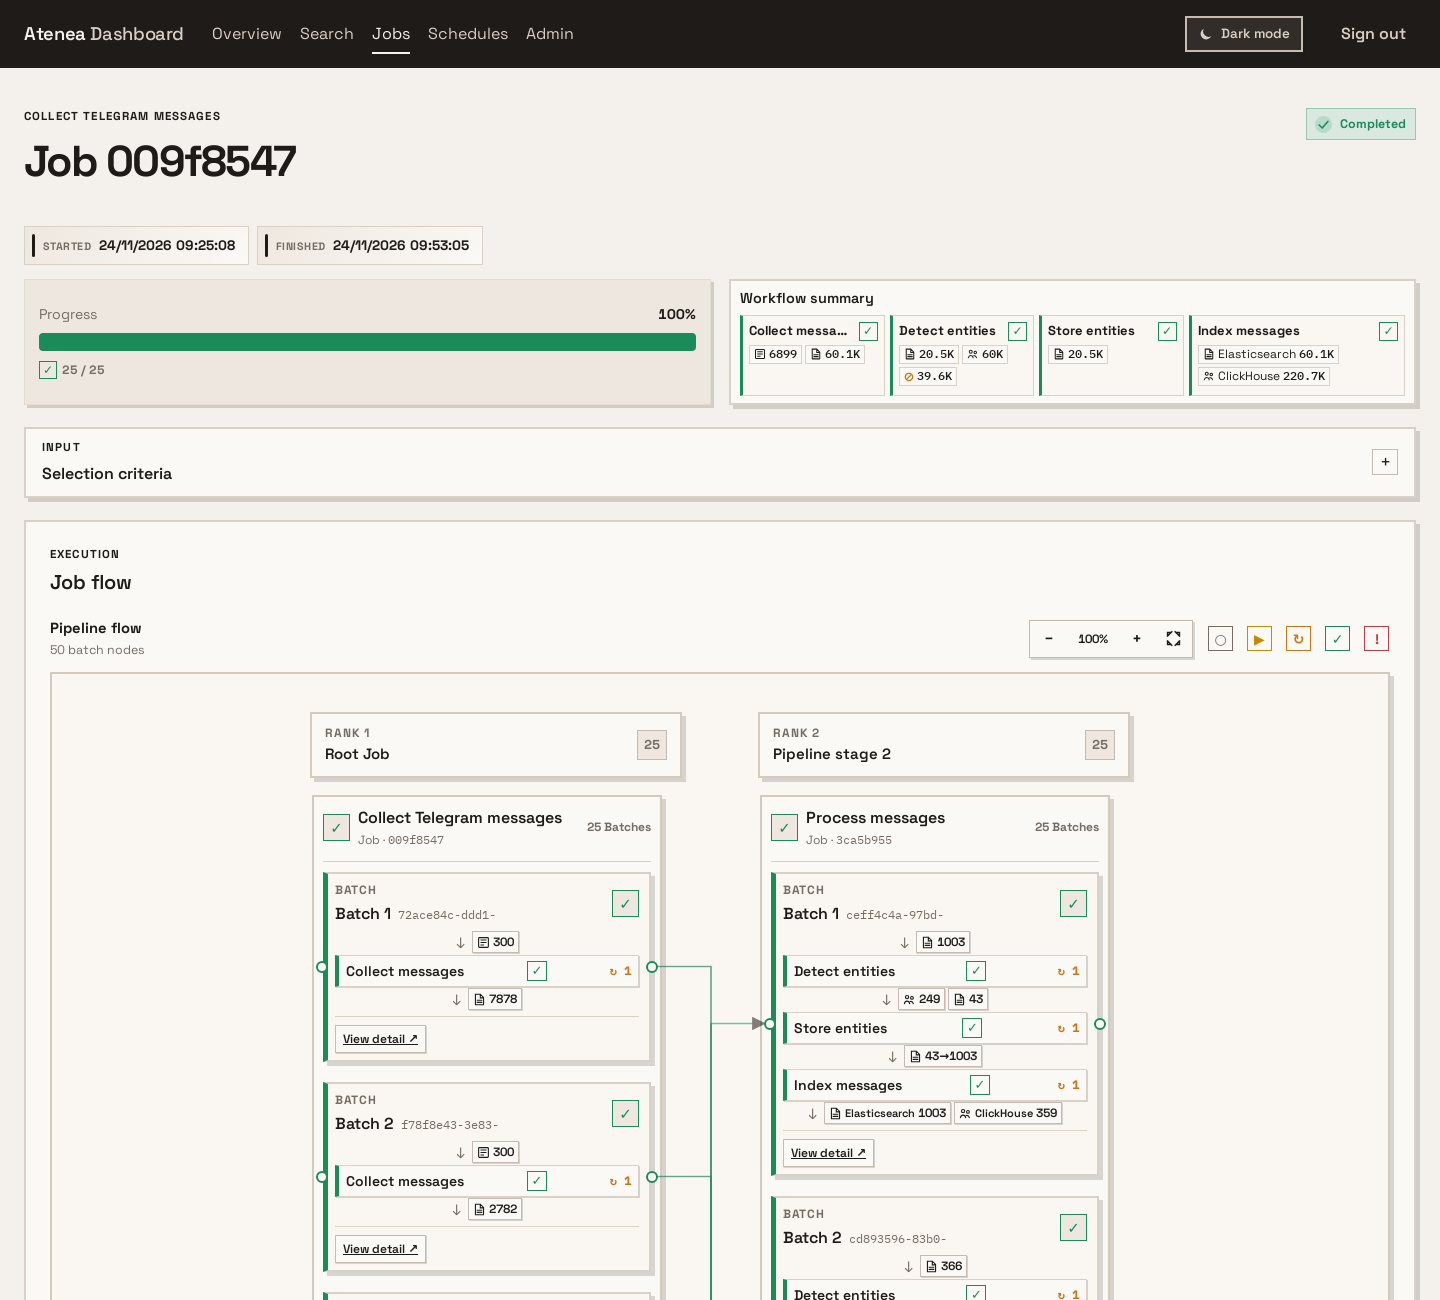 Atenea Dashboard Overview Search Jobs Schedules Admin Dark mode Sign out
COLLECT TELEGRAM MESSAGES
Completed
Job 009f8547
STARTED 24/11/2026 09:25:08 FINISHED 24/11/2026 09:53:05
Progress 100%
✓ 25 / 25
Workflow summary
Collect messa... ✓
6899 60.1K
Detect entities ✓
20.5K 60K
39.6K
Store entities ✓
20.5K
Index messages ✓
Elasticsearch 60.1K
ClickHouse 220.7K
INPUT
Selection criteria +
EXECUTION
Job flow
Pipeline flow
50 batch nodes
− 100% + ○ ▶ ↻ ✓ !
RANK 1
Root Job 25
Collect Telegram messages
Job · 009f8547
25 Batches
BATCH
Batch 1 72ace84c-ddd1-
↓ 300
Collect messages ✓ ↻ 1
↓ 7878
View detail ↗
BATCH
Batch 2 f78f8e43-3e83-
↓ 300
Collect messages ✓ ↻ 1
↓ 2782
View detail ↗
RANK 2
Pipeline stage 2 25
Process messages
Job · 3ca5b955
25 Batches
BATCH
Batch 1 ceff4c4a-97bd-
↓ 1003
Detect entities ✓ ↻ 1
↓ 249 43
Store entities ✓ ↻ 1
↓ 43→1003
Index messages ✓ ↻ 1
↓ Elasticsearch 1003 ClickHouse 359
View detail ↗
BATCH
Batch 2 cd893596-83b0-
↓ 366
Detect entities ✓ ↻ 1